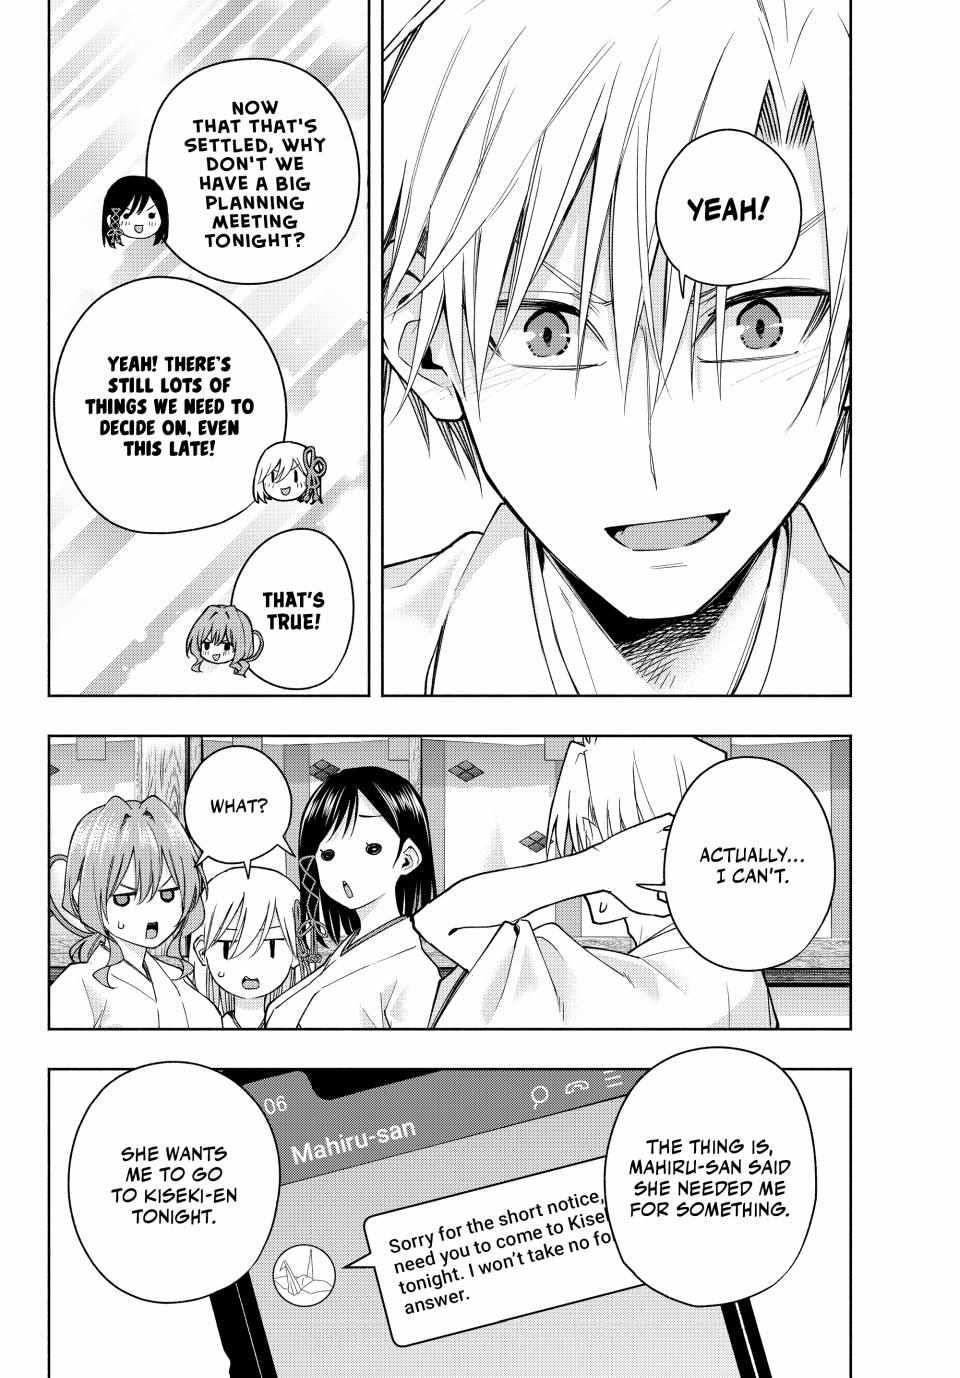 YEAH!
NOW
THAT THAT'S
SETTLED, WHY
DON'T WE
HAVE A BIG
PLANNING
MEETING
TONIGHT?
YEAH! THERE'S
STILL LOTS OF
THINGS WE NEED TO
DECIDE ON, EVEN
THIS LATE!
THAT'S
TRUE!
ACTUALLY...
I CAN'T.
WHAT?
THE THING IS,
MAHIRU-SAN SAID
SHE NEEDED ME
FOR SOMETHING.
06
Mahiru-san
Sorry for the short notice,
need you to come to Kise
tonight. I won't take no fo
answer.
SHE WANTS
ME TO GO
TO KISEKI-EN
TONIGHT.